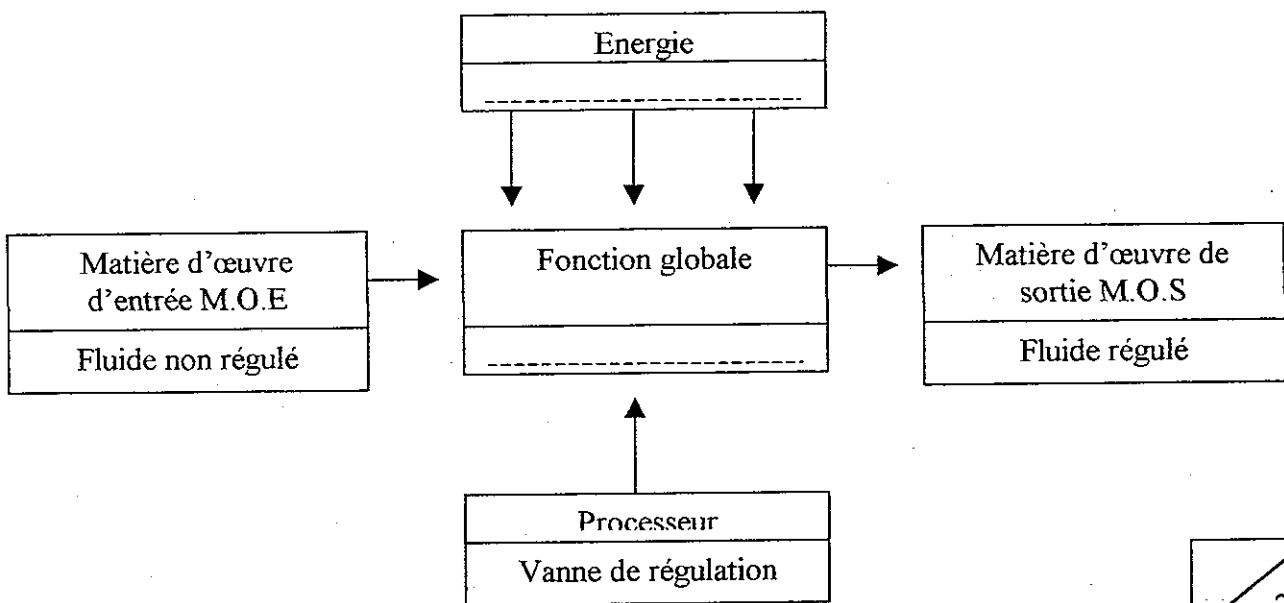 Energie
Matière d'œuvre
d'entrée M.O.E
Fluide non régulé
Fonction globale
Matière d'œuvre de
sortie M.O.S
Fluide régulé
Processeur
Vanne de régulation